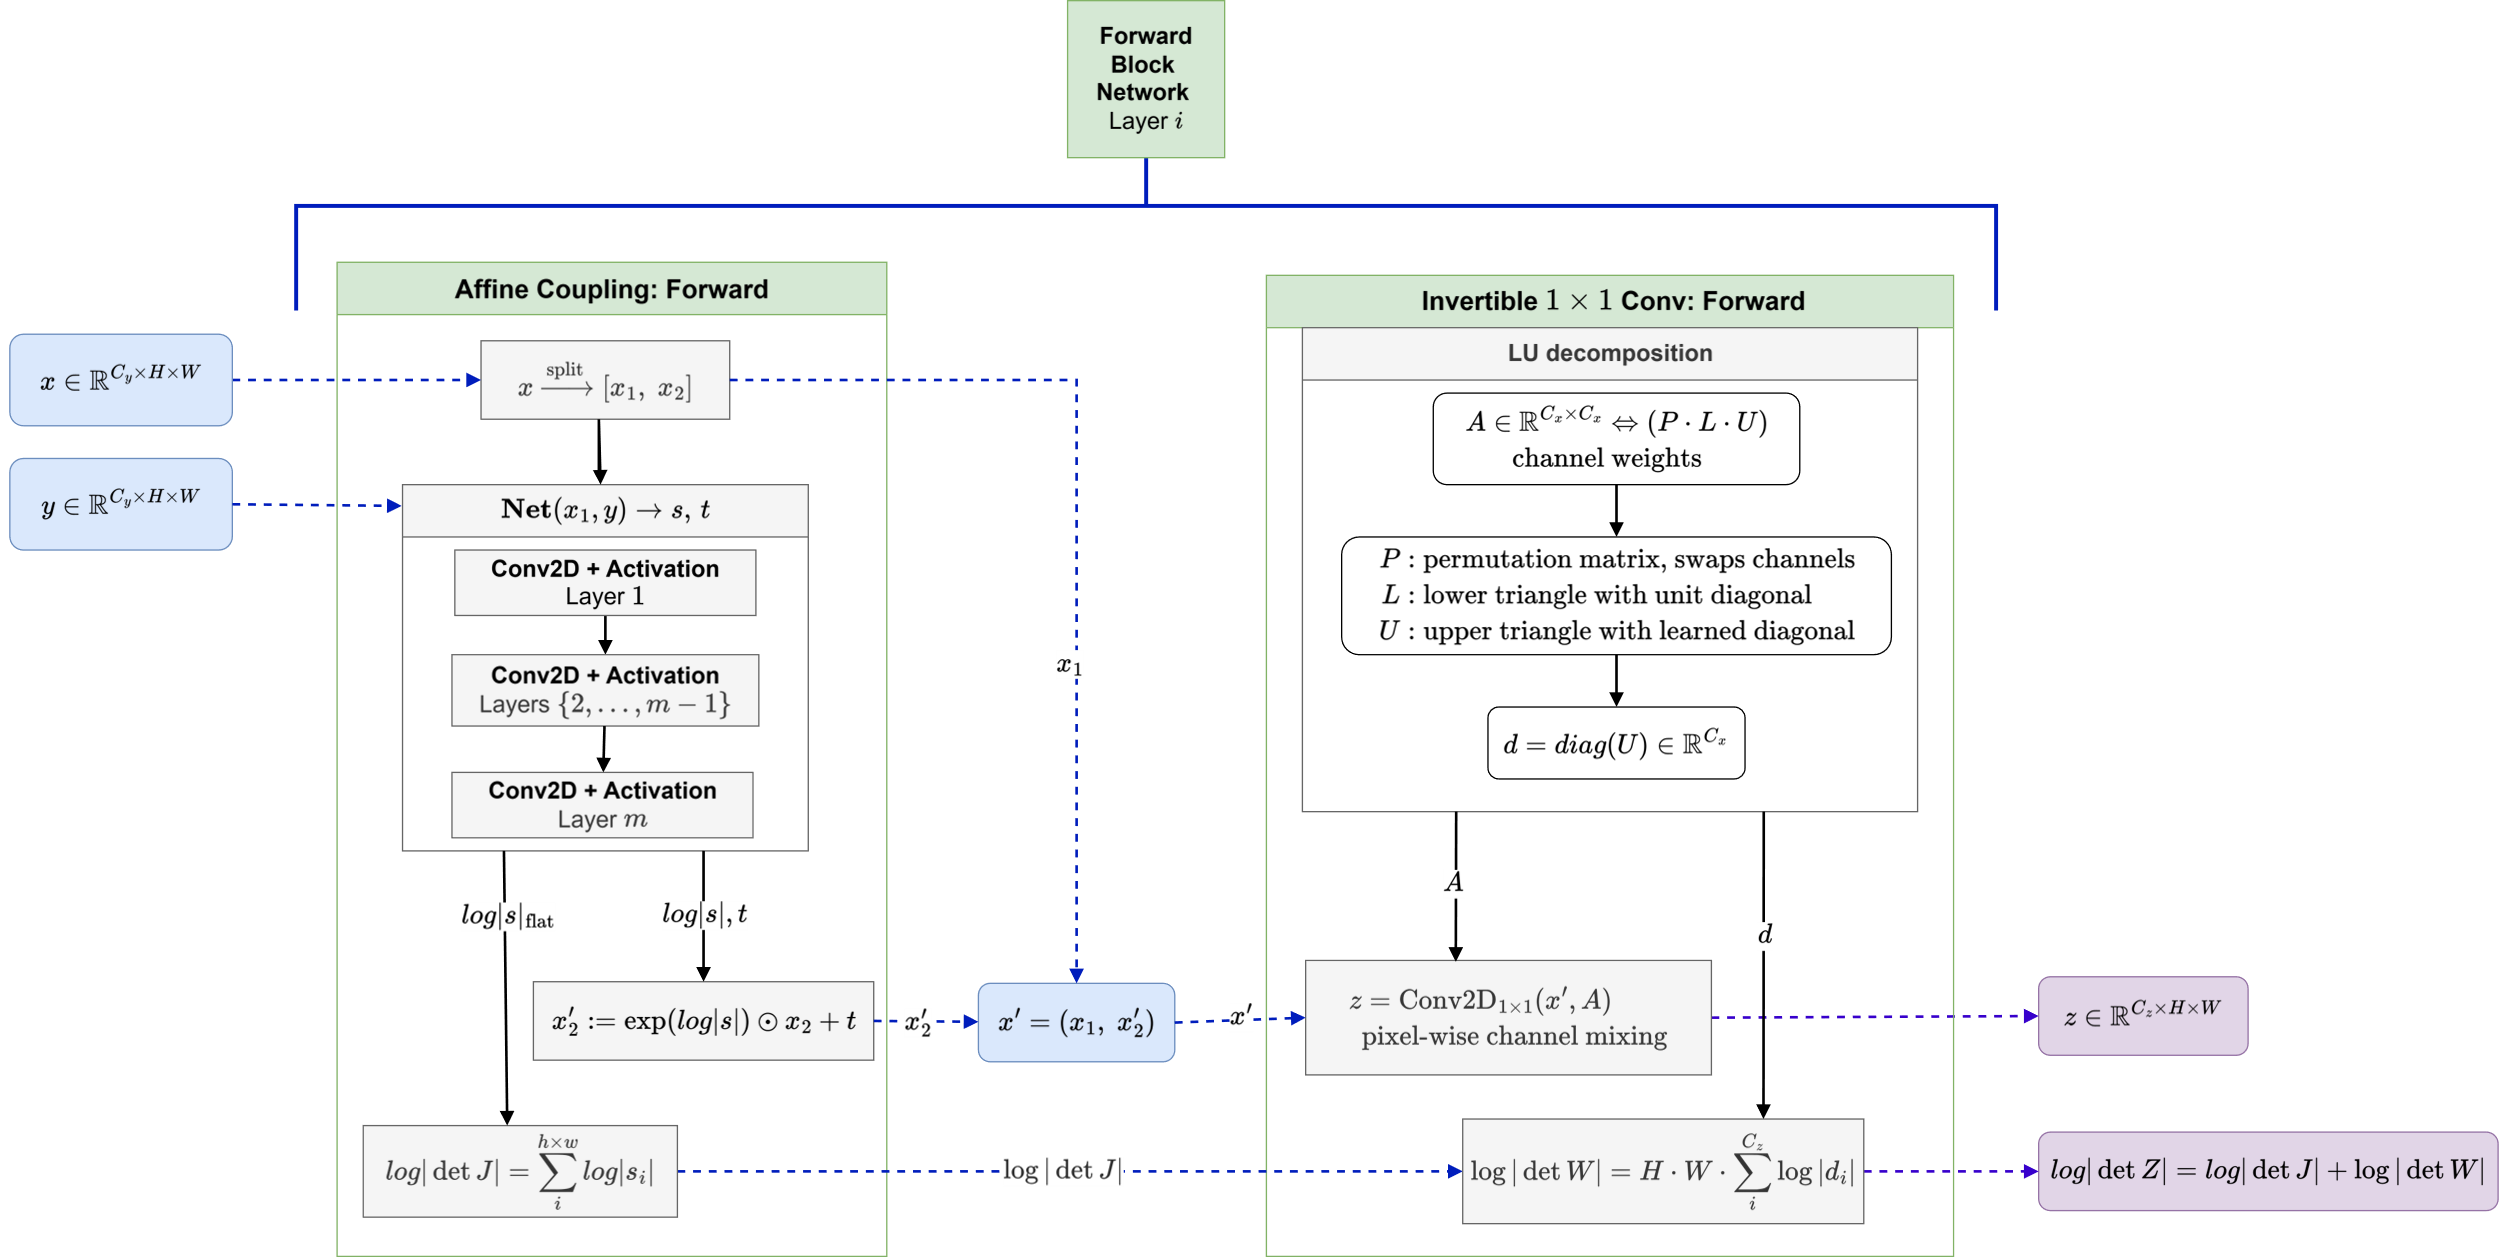 Forward
Block
Network
Layer i
Affine Coupling: Forward
x ∈ ℝ^{C_y×H×W}
x \xrightarrow{split} [x_1, x_2]
y ∈ ℝ^{C_y×H×W}
Net(x_1, y) → s, t
Conv2D + Activation
Layer 1
Conv2D + Activation
Layers {2, . . . , m − 1}
Conv2D + Activation
Layer m
log|s|_{flat}
log|s|, t
x'_2 := exp(log|s|) ⊙ x_2 + t
log| det J| = \sum_{i}^{h×w} log|s_i|
x_1
x'_2
x' = (x_1, x'_2)
x'
log | det J|
Invertible 1 × 1 Conv: Forward
LU decomposition
A ∈ ℝ^{C_x×C_x} ⇔ (P · L · U)
channel weights
P : permutation matrix, swaps channels
L : lower triangle with unit diagonal
U : upper triangle with learned diagonal
d = diag(U) ∈ ℝ^{C_x}
A
d
z = Conv2D_{1×1}(x', A)
pixel-wise channel mixing
log | det W| = H · W · \sum_{i}^{C_z} log |d_i|
z ∈ ℝ^{C_z×H×W}
log| det Z| = log| det J| + log | det W|